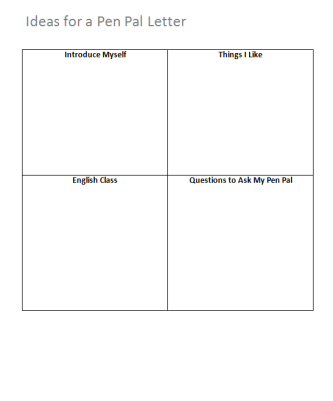 Ideas for a Pen Pal Letter
Introduce Myself
Things I Like
English Class
Questions to Ask My Pen Pal